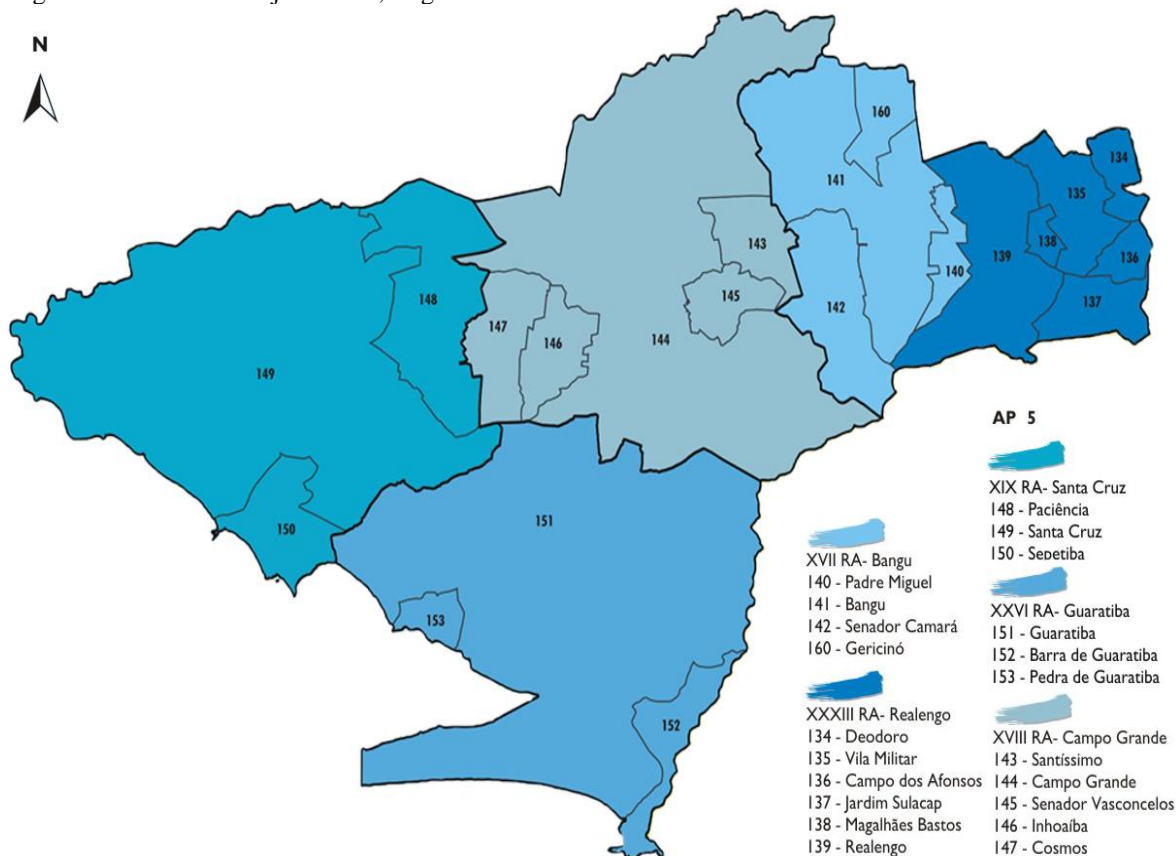 N
160
134
141
135
143
138
136
139
140
145
148
137
142
147
146
144
149
AP 5
151
150
XIX RA- Santa Cruz
148 - Paciência
149 - Santa Cruz
150 - Sepetiba
XVII RA- Bangu
140 - Padre Miguel
141 - Bangu
142 - Senador Camará
160 - Gericinó
153
XXVI RA- Guaratiba
151 - Guaratiba
152 - Barra de Guaratiba
153 - Pedra de Guaratiba
152
XXXIII RA- Realengo
134 - Deodoro
135 - Vila Militar
136 - Campo dos Afonsos
137 - Jardim Sulacap
138 - Magalhães Bastos
139 - Realengo
XVIII RA- Campo Grande
143 - Santíssimo
144 - Campo Grande
145 - Senador Vasconcelos
146 - Inhoaíba
147 - Cosmos